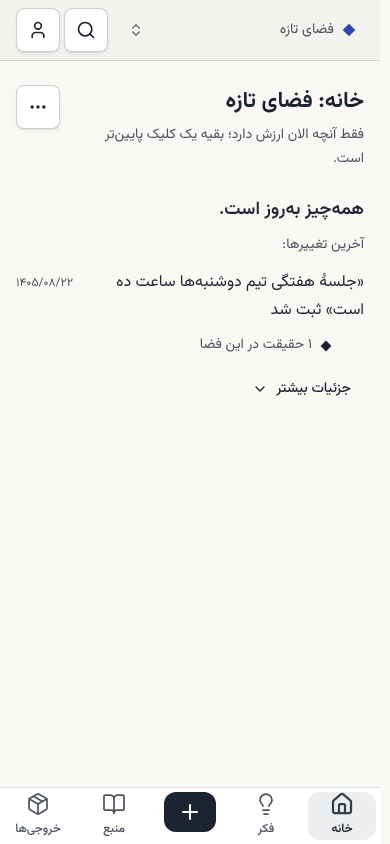 فضای تازه
خانه: فضای تازه
فقط آنچه الان ارزش دارد؛ بقیه یک کلیک پایین‌تر
است.
همه‌چیز به‌روز است.
آخرین تغییرها:
«جلسهٔ هفتگی تیم دوشنبه‌ها ساعت ده
است» ثبت شد
۱۴۰۵/۰۸/۲۲
۱ حقیقت در این فضا
جزئیات بیشتر
خانه
فکر
منبع
خروجی‌ها